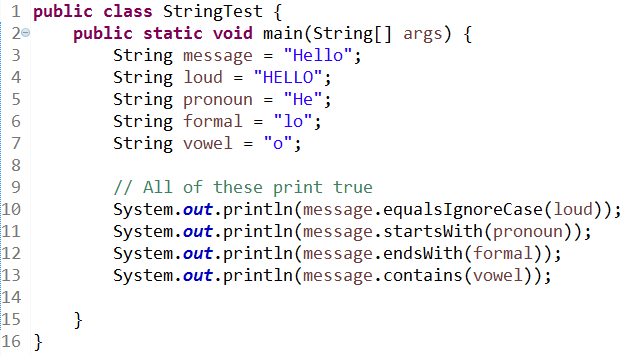 1 public class StringTest {
2 public static void main(String[] args) {
3 String message = "Hello";
4 String loud = "HELLO";
5 String pronoun = "He";
6 String formal = "lo";
7 String vowel = "o";
8
9 // All of these print true
10 System.out.println(message.equalsIgnoreCase(loud));
11 System.out.println(message.startsWith(pronoun));
12 System.out.println(message.endsWith(formal));
13 System.out.println(message.contains(vowel));
14
15 }
16 }